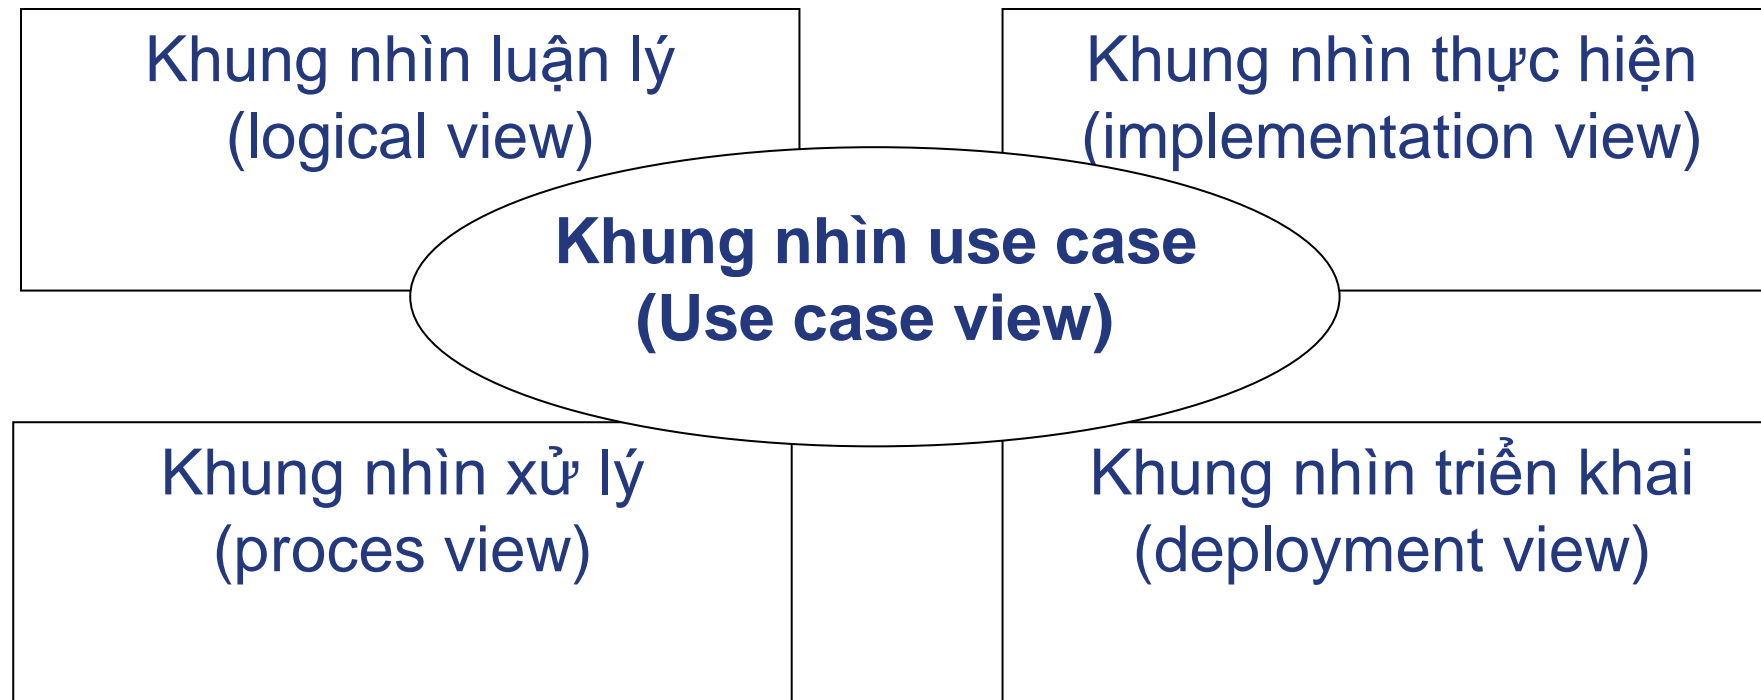 Khung nhìn luận lý
(logical view)
Khung nhìn thực hiện
(implementation view)
Khung nhìn use case
(Use case view)
Khung nhìn xử lý
(proces view)
Khung nhìn triển khai
(deployment view)